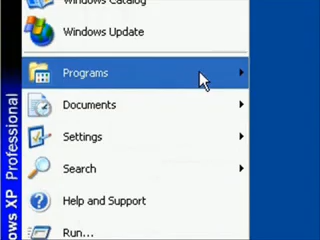 Windows Catalog
Windows Update
Programs
Documents
Settings
Search
Help and Support
Run...
ows XP Professional